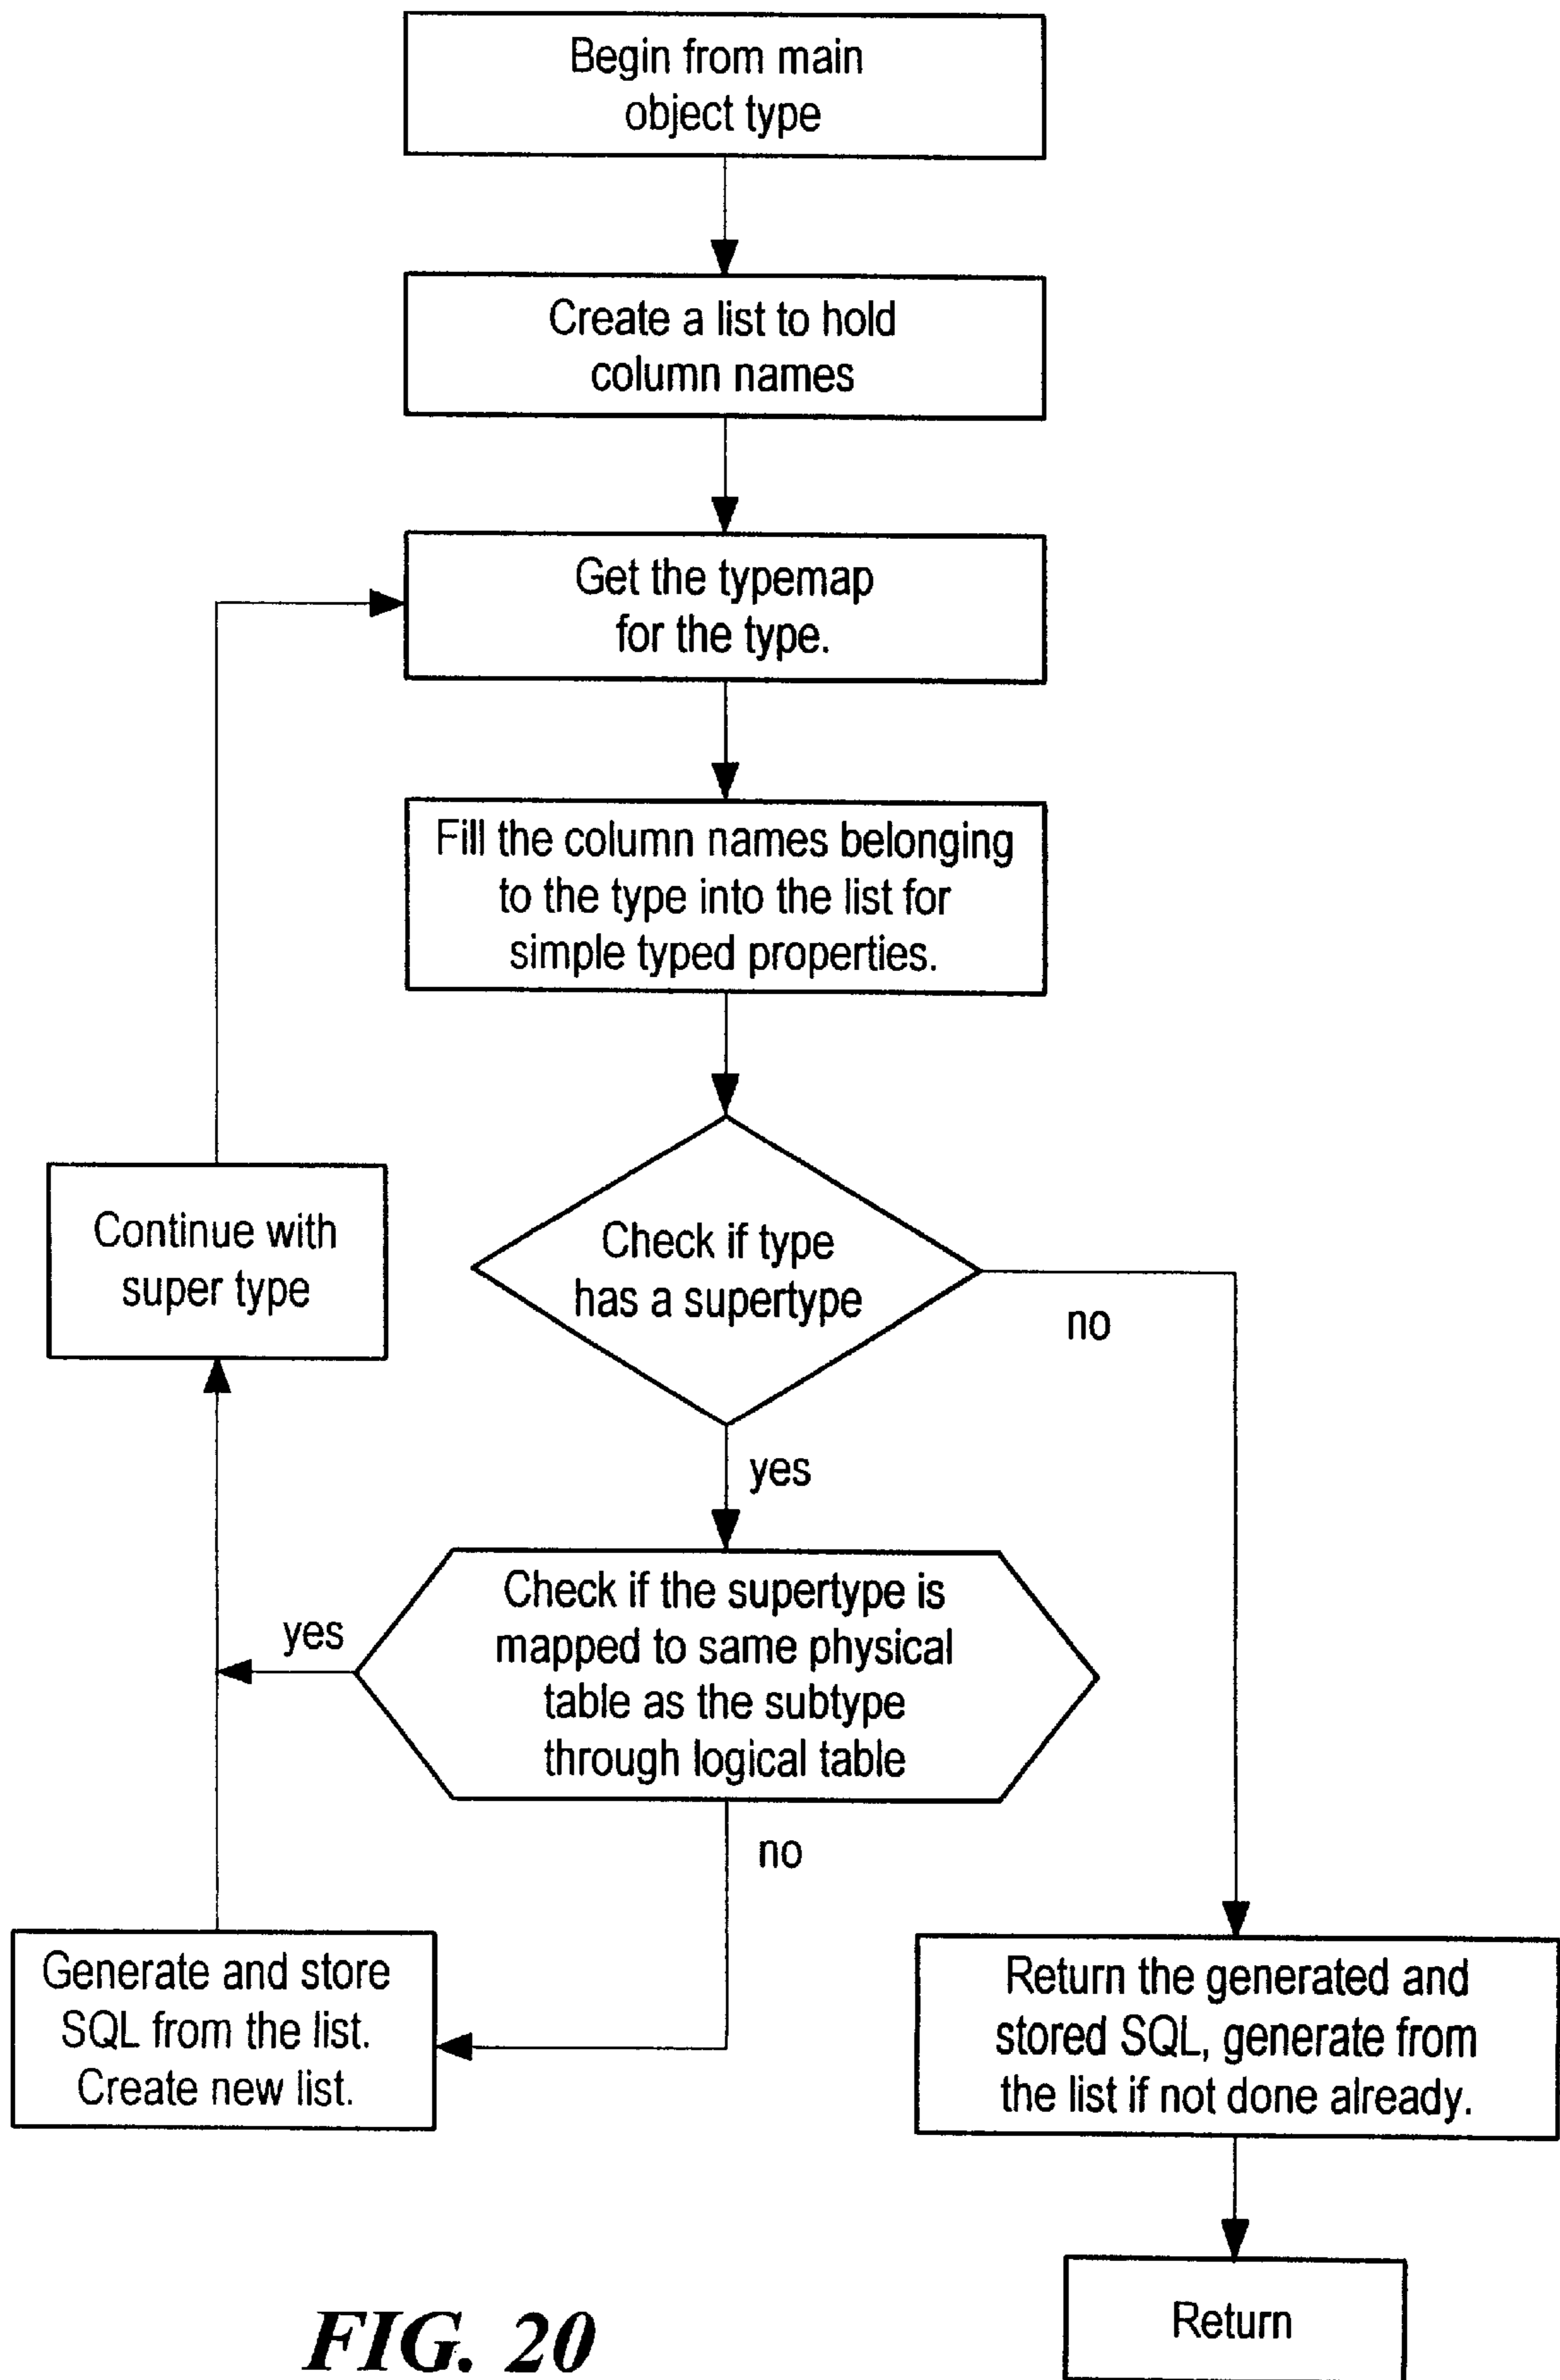 Begin from main
object type
Create a list to hold
column names
Get the typemap
for the type.
Fill the column names belonging
to the type into the list for
simple typed properties.
Continue with
super type
Check if type
has a supertype
no
yes
Check if the supertype is
mapped to same physical
table as the subtype
through logical table
yes
no
Generate and store
SQL from the list.
Create new list.
Return the generated and
stored SQL, generate from
the list if not done already.
Return
FIG. 20